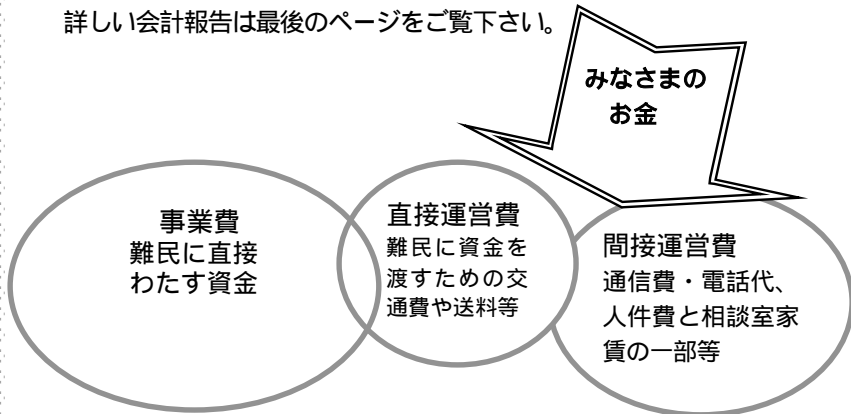 詳しい会計報告は最後のページをご覧下さい。
みなさまの
お金
事業費
難民に直接
わたす資金
直接運営費
難民に資金を
渡すための交
通費や送料等
間接運営費
通信費・電話代、
人件費と相談室家
賃の一部等